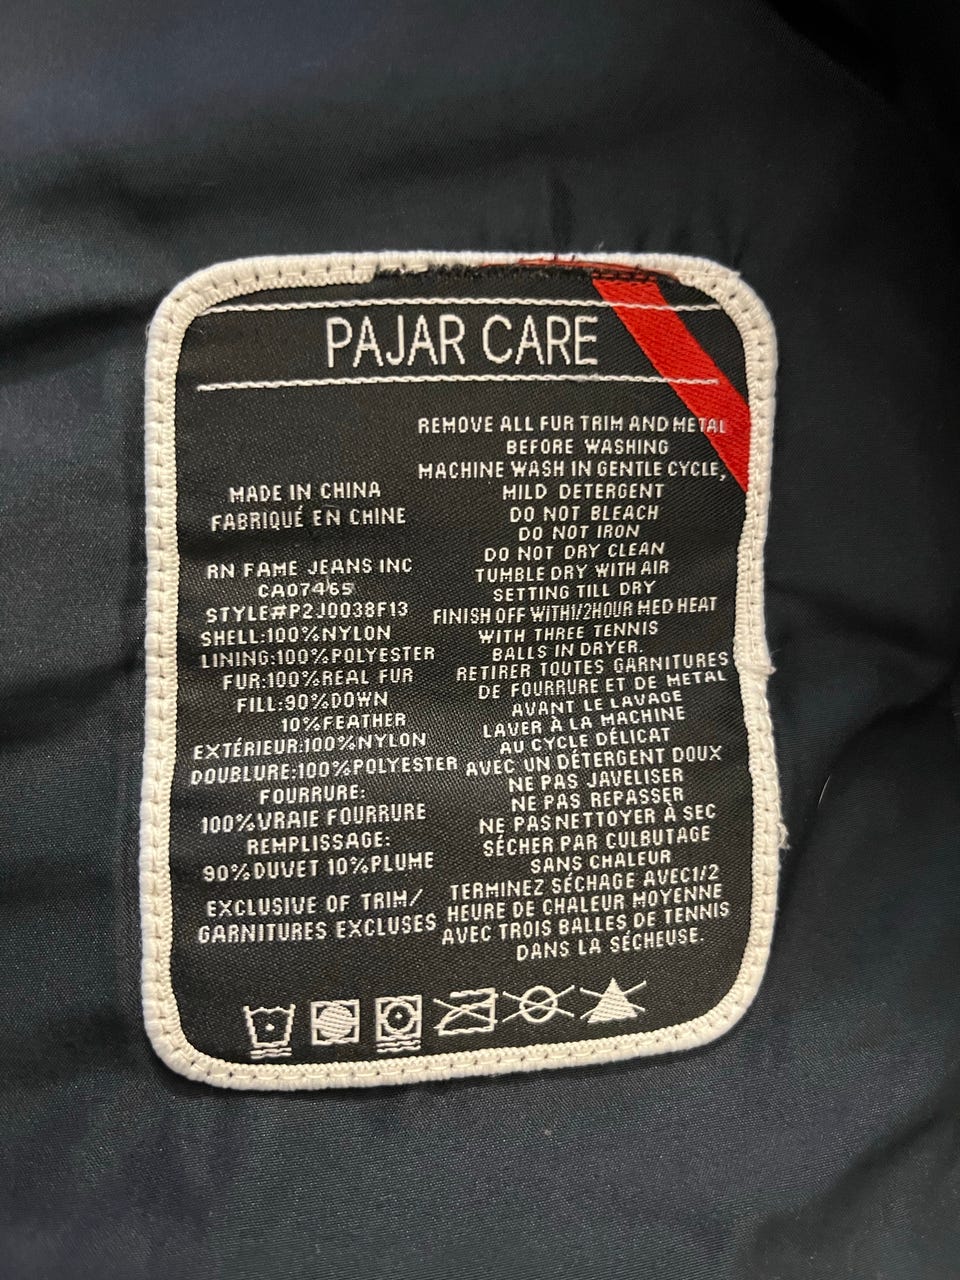 PAJAR CARE
MADE IN CHINA
FABRIQUÉ EN CHINE
RN FAME JEANS INC
CA07465
STYLE#P2J0038F13
SHELL:100%NYLON
LINING:100%POLYESTER
FUR:100%REAL FUR
FILL:90%DOWN
10%FEATHER
EXTÉRIEUR:100%NYLON
DOUBLURE:100%POLYESTER
FOURRURE:
100%VRAIE FOURRURE
REMPLISSAGE:
90%DUVET 10%PLUME
EXCLUSIVE OF TRIM/
GARNITURES EXCLUSES
REMOVE ALL FUR TRIM AND METAL
BEFORE WASHING
MACHINE WASH IN GENTLE CYCLE,
MILD DETERGENT
DO NOT BLEACH
DO NOT IRON
DO NOT DRY CLEAN
TUMBLE DRY WITH AIR
SETTING TILL DRY
FINISH OFF WITH1/2HOUR MED HEAT
WITH THREE TENNIS
BALLS IN DRYER.
RETIRER TOUTES GARNITURES
DE FOURRURE ET DE METAL
AVANT LE LAVAGE
LAVER À LA MACHINE
AU CYCLE DÉLICAT
AVEC UN DÉTERGENT DOUX
NE PAS JAVELISER
NE PAS REPASSER
NE PASNETTOYER À SEC
SÉCHER PAR CULBUTAGE
SANS CHALEUR
TERMINEZ SÉCHAGE AVEC1/2
HEURE DE CHALEUR MOYENNE
AVEC TROIS BALLES DE TENNIS
DANS LA SÉCHEUSE.